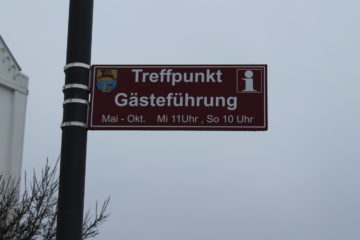 Treffpunkt
Gästeführung
Mai - Okt. Mi 11Uhr , So 10 Uhr